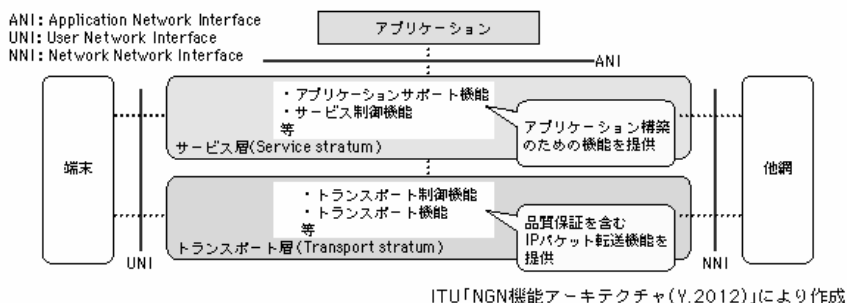 ANI: Application Network Interface
UNI: User Network Interface
NNI: Network Network Interface
アプリケーション
ANI
・アプリケーションサポート機能
・サービス制御機能
等
サービス層(Service stratum)
アプリケーション構築
のための機能を提供
端末
他網
・トランスポート制御機能
・トランスポート機能
等
トランスポート層(Transport stratum)
品質保証を含む
IPパケット転送機能を
提供
UNI
NNI
ITU「NGN機能アーキテクチャ(Y.2012)」により作成